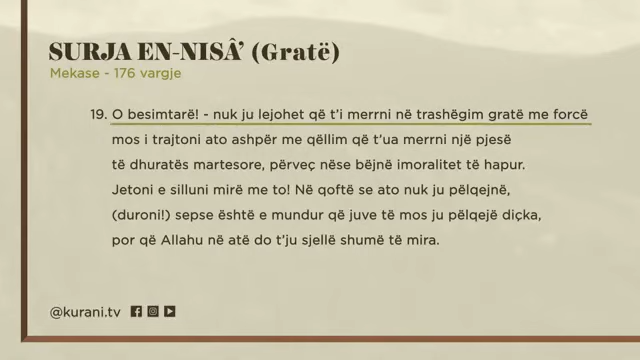 SURJA EN-NISÂ’ (Gratë)
Mekase - 176 vargje
19. O besimtarë! - nuk ju lejohet që t’i merrni në trashëgim gratë me forcë
mos i trajtoni ato ashpër me qëllim që t’ua merrni një pjesë
të dhuratës martesore, përveç nëse bëjnë imoralitet të hapur.
Jetoni e silluni mirë me to! Në qoftë se ato nuk ju pëlqejnë,
(duroni!) sepse është e mundur që juve të mos ju pëlqejë diçka,
por që Allahu në atë do t’ju sjellë shumë të mira.
@kurani.tv